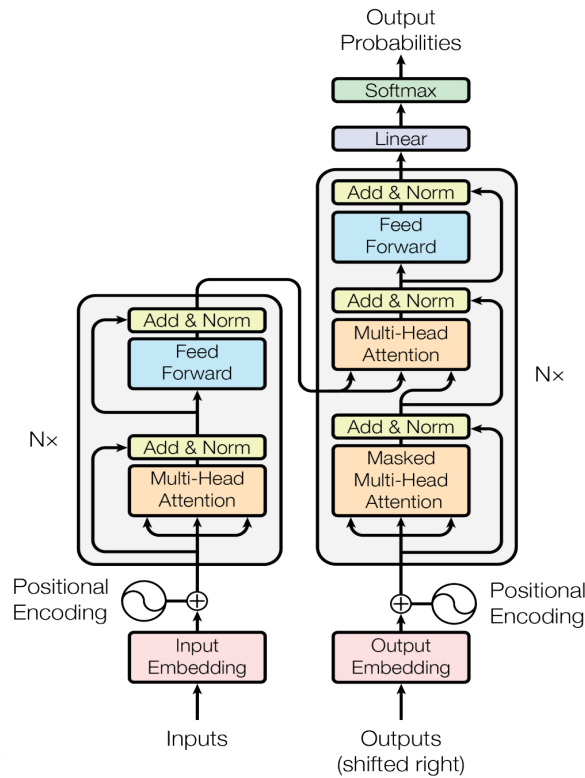 Output
Probabilities
Softmax
Linear
Add & Norm
Feed
Forward
Add & Norm
Multi-Head
Attention
Add & Norm
Masked
Multi-Head
Attention
N×
Positional
Encoding
Output
Embedding
Outputs
(shifted right)
Add & Norm
Feed
Forward
Add & Norm
Multi-Head
Attention
N×
Positional
Encoding
Input
Embedding
Inputs